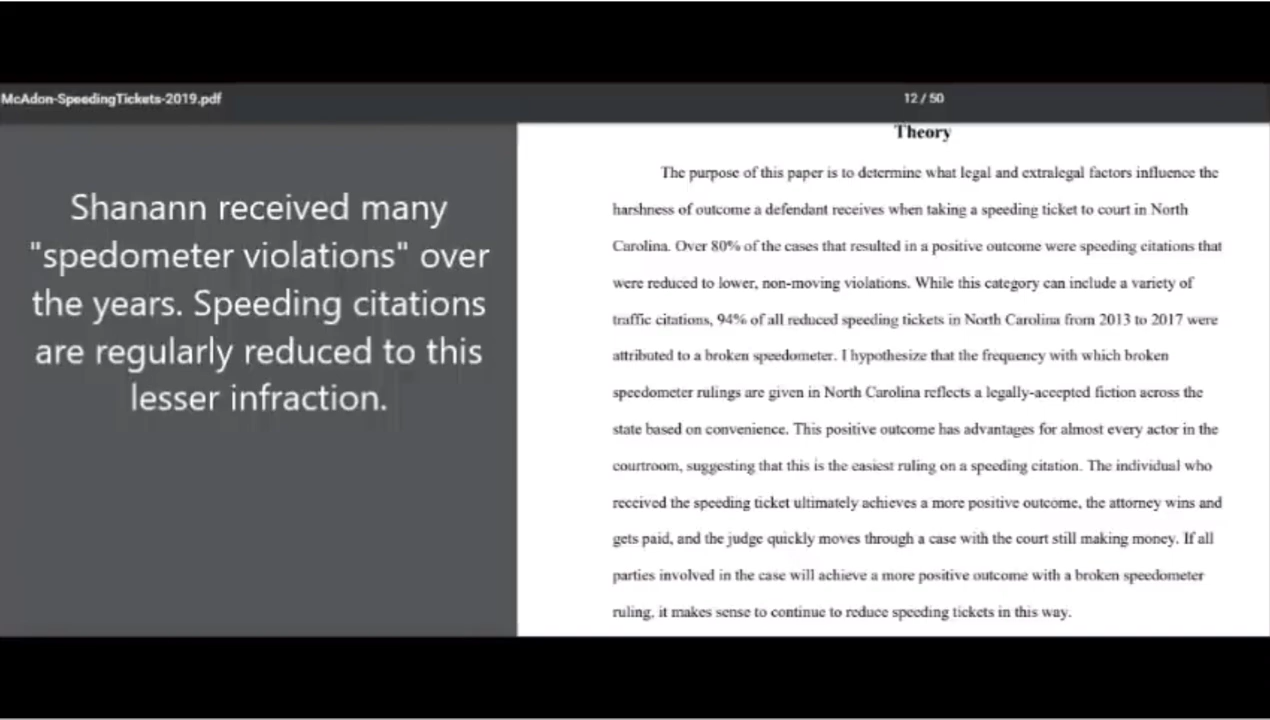 McAdon-SpeedingTickets-2019.pdf
12 / 50
Shanann received many
"spedometer violations" over
the years. Speeding citations
are regularly reduced to this
lesser infraction.
Theory
The purpose of this paper is to determine what legal and extralegal factors influence the
harshness of outcome a defendant receives when taking a speeding ticket to court in North
Carolina. Over 80% of the cases that resulted in a positive outcome were speeding citations that
were reduced to lower, non-moving violations. While this category can include a variety of
traffic citations, 94% of all reduced speeding tickets in North Carolina from 2013 to 2017 were
attributed to a broken speedometer. I hypothesize that the frequency with which broken
speedometer rulings are given in North Carolina reflects a legally-accepted fiction across the
state based on convenience. This positive outcome has advantages for almost every actor in the
courtroom, suggesting that this is the easiest ruling on a speeding citation. The individual who
received the speeding ticket ultimately achieves a more positive outcome, the attorney wins and
gets paid, and the judge quickly moves through a case with the court still making money. If all
parties involved in the case will achieve a more positive outcome with a broken speedometer
ruling, it makes sense to continue to reduce speeding tickets in this way.